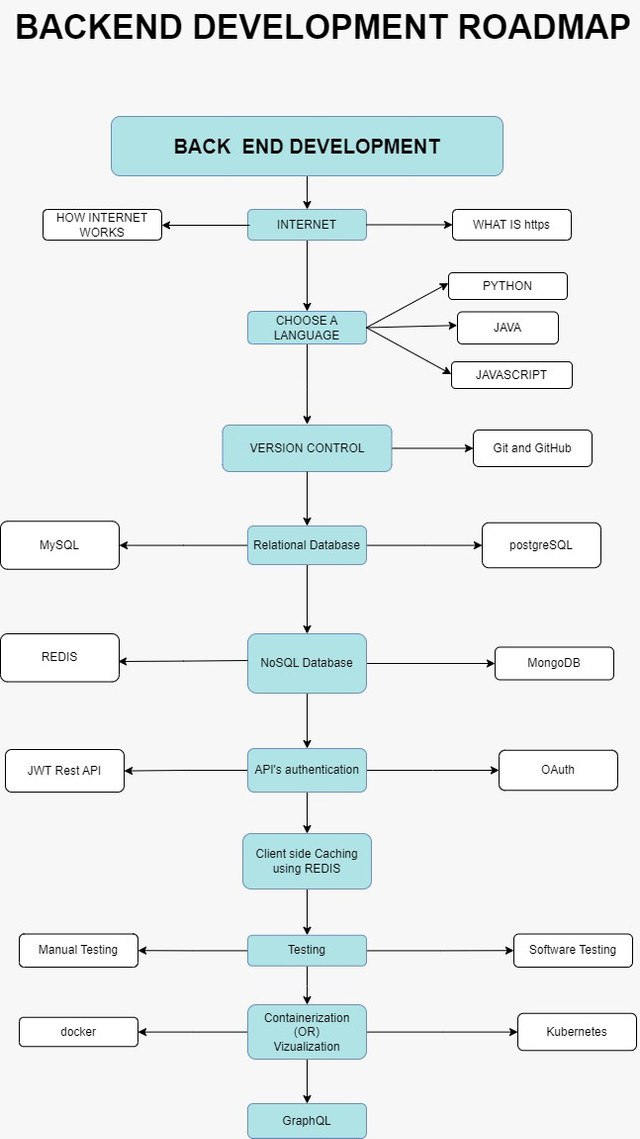 BACKEND DEVELOPMENT ROADMAP
BACK END DEVELOPMENT
HOW INTERNET
WORKS
INTERNET
WHAT IS https
PYTHON
CHOOSE A
LANGUAGE
JAVA
JAVASCRIPT
VERSION CONTROL
Git and GitHub
MySQL
Relational Database
postgreSQL
REDIS
NoSQL Database
MongoDB
JWT Rest API
API's authentication
OAuth
Client side Caching
using REDIS
Manual Testing
Testing
Software Testing
docker
Containerization
(OR)
Vizualization
Kubernetes
GraphQL